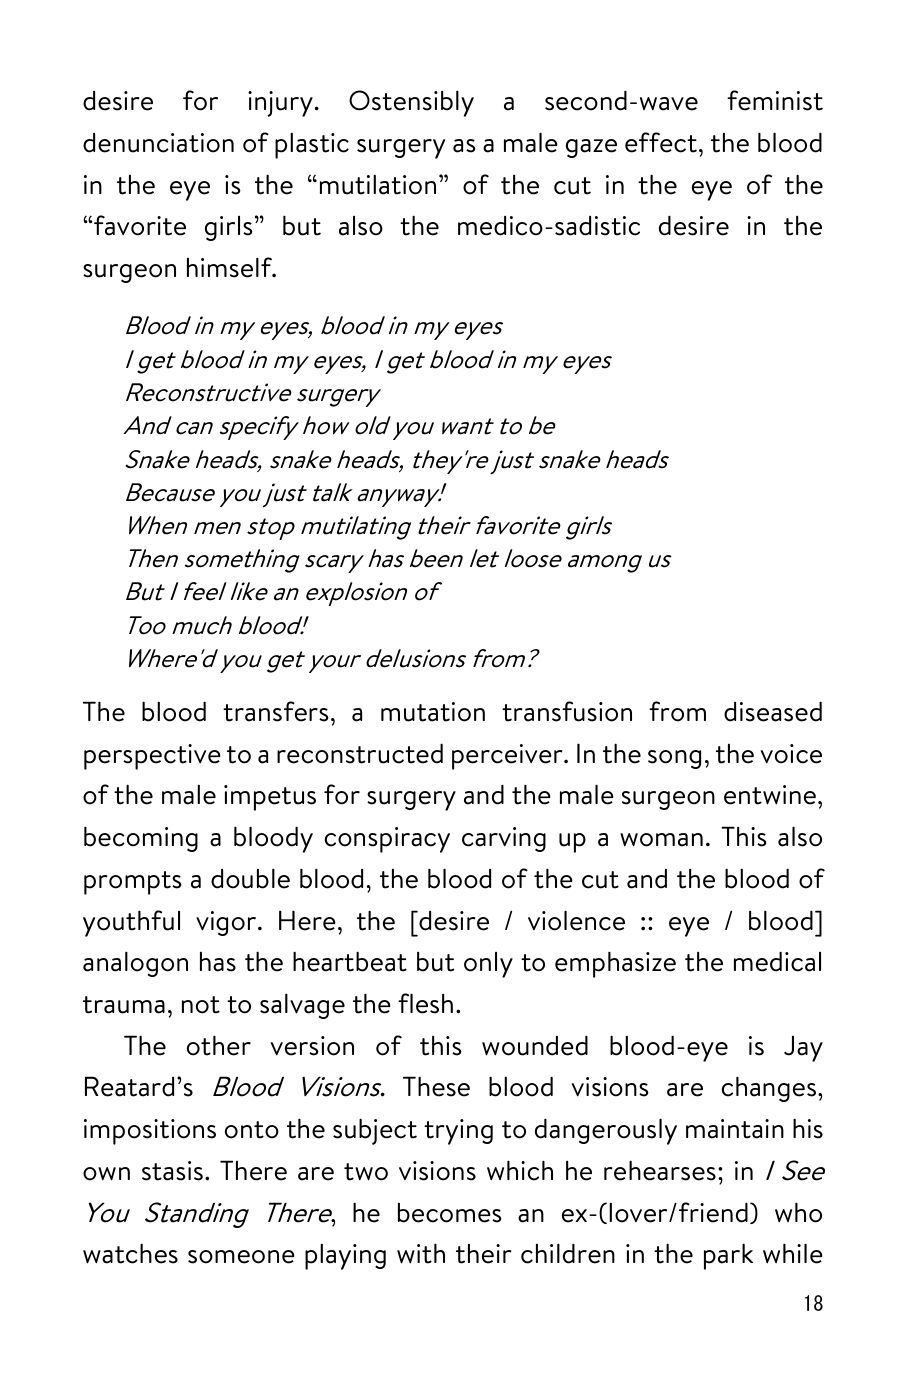 desire for injury. Ostensibly a second-wave feminist
denunciation of plastic surgery as a male gaze effect, the blood
in the eye is the “mutilation” of the cut in the eye of the
“favorite girls” but also the medico-sadistic desire in the
surgeon himself.
Blood in my eyes, blood in my eyes
I get blood in my eyes, I get blood in my eyes
Reconstructive surgery
And can specify how old you want to be
Snake heads, snake heads, they're just snake heads
Because you just talk anyway!
When men stop mutilating their favorite girls
Then something scary has been let loose among us
But I feel like an explosion of
Too much blood!
Where'd you get your delusions from?
The blood transfers, a mutation transfusion from diseased
perspective to a reconstructed perceiver. In the song, the voice
of the male impetus for surgery and the male surgeon entwine,
becoming a bloody conspiracy carving up a woman. This also
prompts a double blood, the blood of the cut and the blood of
youthful vigor. Here, the [desire / violence :: eye / blood]
analogon has the heartbeat but only to emphasize the medical
trauma, not to salvage the flesh.
The other version of this wounded blood-eye is Jay
Reatard’s Blood Visions. These blood visions are changes,
impositions onto the subject trying to dangerously maintain his
own stasis. There are two visions which he rehearses; in I See
You Standing There, he becomes an ex-(lover/friend) who
watches someone playing with their children in the park while
18